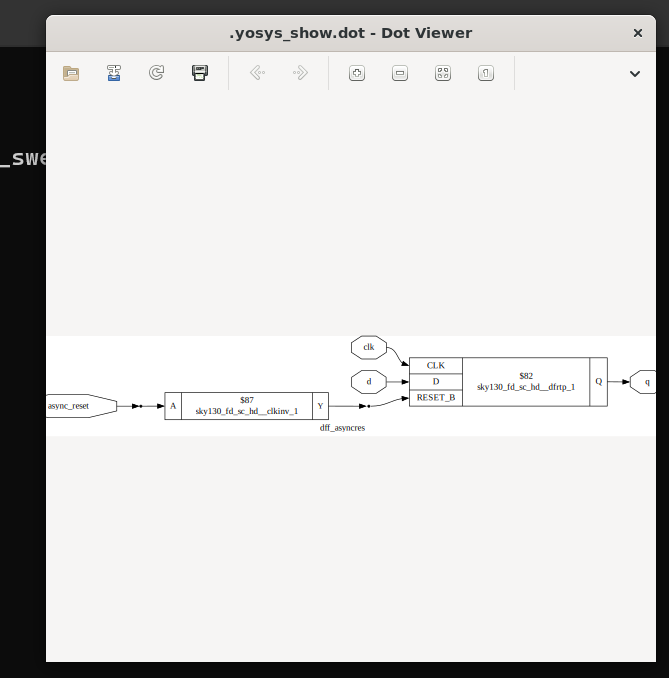 .yosys_show.dot - Dot Viewer
_swe
clk
CLK
$82
sky130_fd_sc_hd__dfrtp_1
d
D
Q
q
RESET_B
async_reset
A
$87
sky130_fd_sc_hd__clkinv_1
Y
dff_asyncres